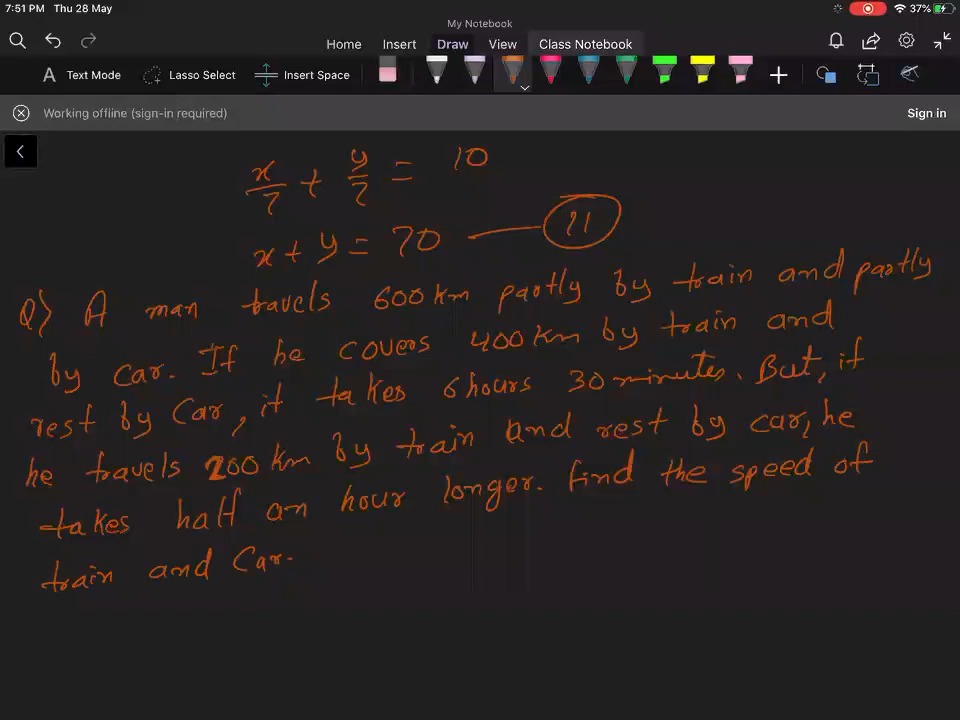 7:51 PM Thu 28 May
37%
My Notebook
Home Insert Draw View Class Notebook
Text Mode Lasso Select Insert Space
Working offline (sign-in required) Sign in
x/7 + y/7 = 10
x + y = 70 — 11
Q) A man travels 600 km partly by train and partly
by car. If he covers 400 km by train and
rest by Car, it takes 6 hours 30 minutes. But, if
he travels 200 km by train and rest by car, he
takes half an hour longer. find the speed of
train and Car.